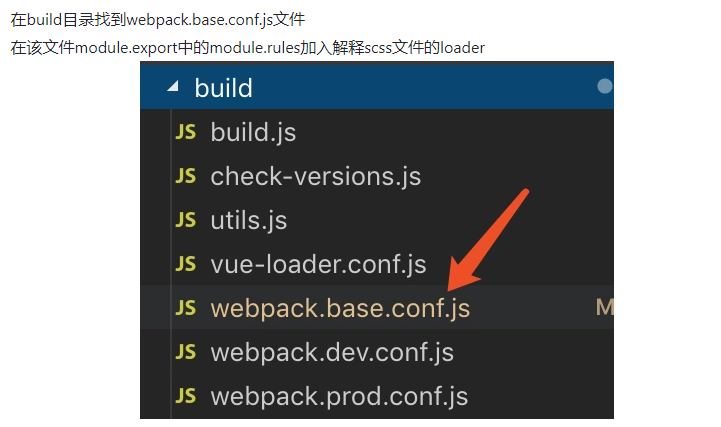 在build目录找到webpack.base.conf.js文件
在该文件module.export中的module.rules加入解释scss文件的loader
build
JS build.js
JS check-versions.js
JS utils.js
JS vue-loader.conf.js
JS webpack.base.conf.js M
JS webpack.dev.conf.js
JS webpack.prod.conf.js